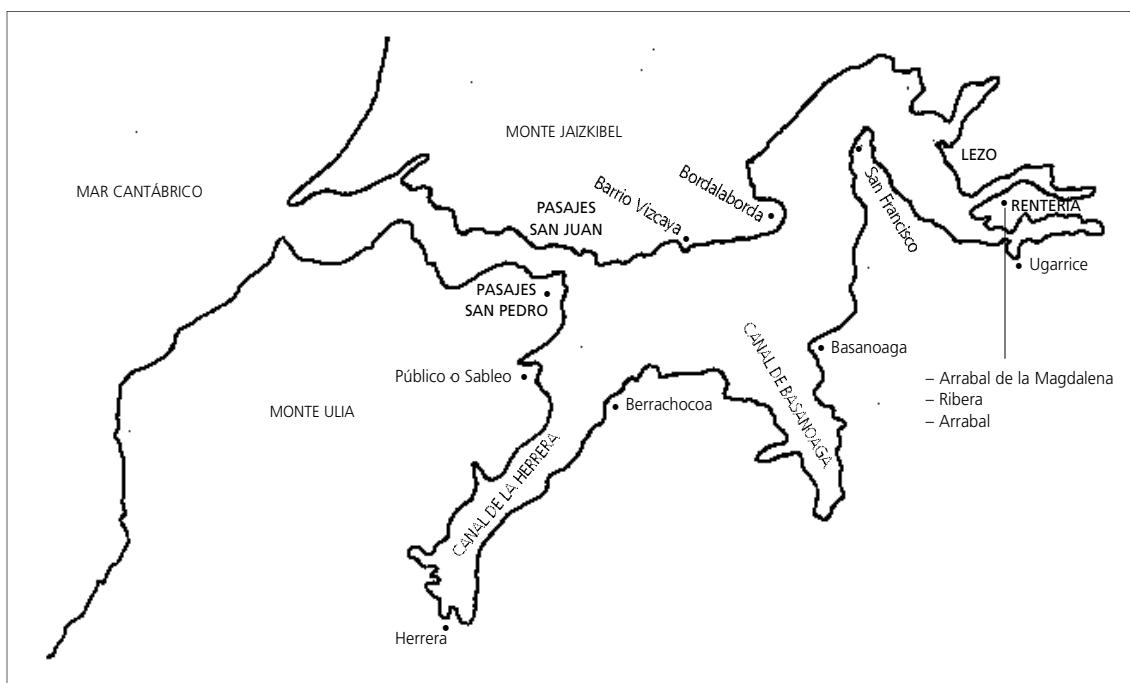 MONTE JAIZKIBEL
MAR CANTÁBRICO
LEZO
Bordalaborda
San Francisco
Barrio Vizcaya
PASAJES
SAN JUAN
RENTERIA
Ugarrice
PASAJES
SAN PEDRO
CANAL DE BASANOAGA
Basanoaga
Público o Sableo
– Arrabal de la Magdalena
– Ribera
– Arrabal
MONTE ULIA
Berrachocoa
CANAL DE LA HERRERA
Herrera